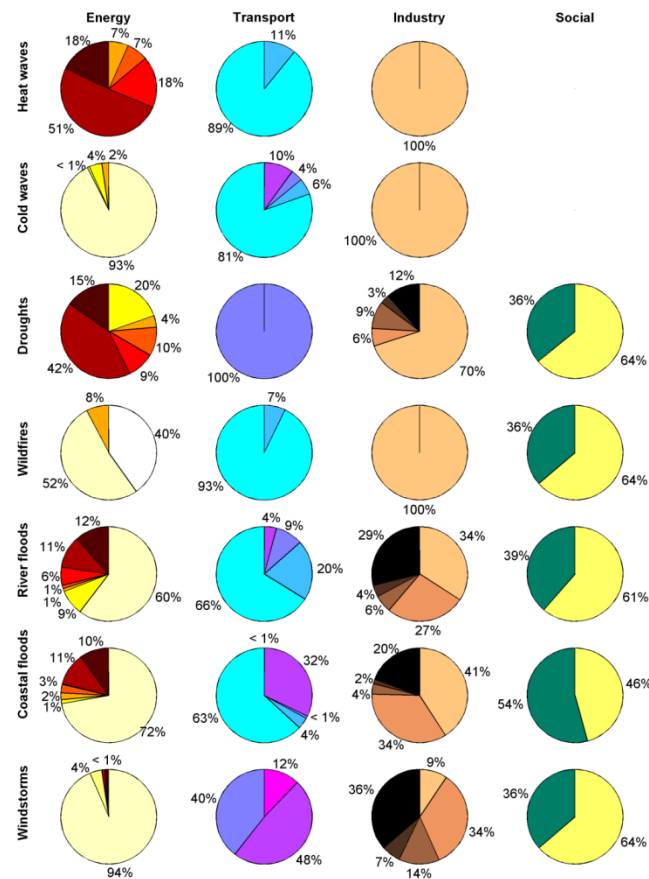 Energy Transport Industry Social
Heat waves
18% 7% 7% 18% 51%
11% 89%
100%
Cold waves
< 1% 4% 2% 93%
10% 4% 6% 81%
100%
Droughts
15% 20% 4% 10% 9% 42%
100%
12% 3% 9% 6% 70%
36% 64%
Wildfires
8% 40% 52%
7% 93%
100%
36% 64%
River floods
12% 11% 6% 1% 1% 9% 60%
4% 9% 20% 66%
29% 34% 4% 6% 27%
39% 61%
Coastal floods
10% 11% 3% 2% 1% 72%
< 1% 32% < 1% 4% 63%
20% 41% 2% 4% 34%
54% 46%
Windstorms
4% < 1% 94%
12% 40% 48%
9% 36% 34% 7% 14%
36% 64%